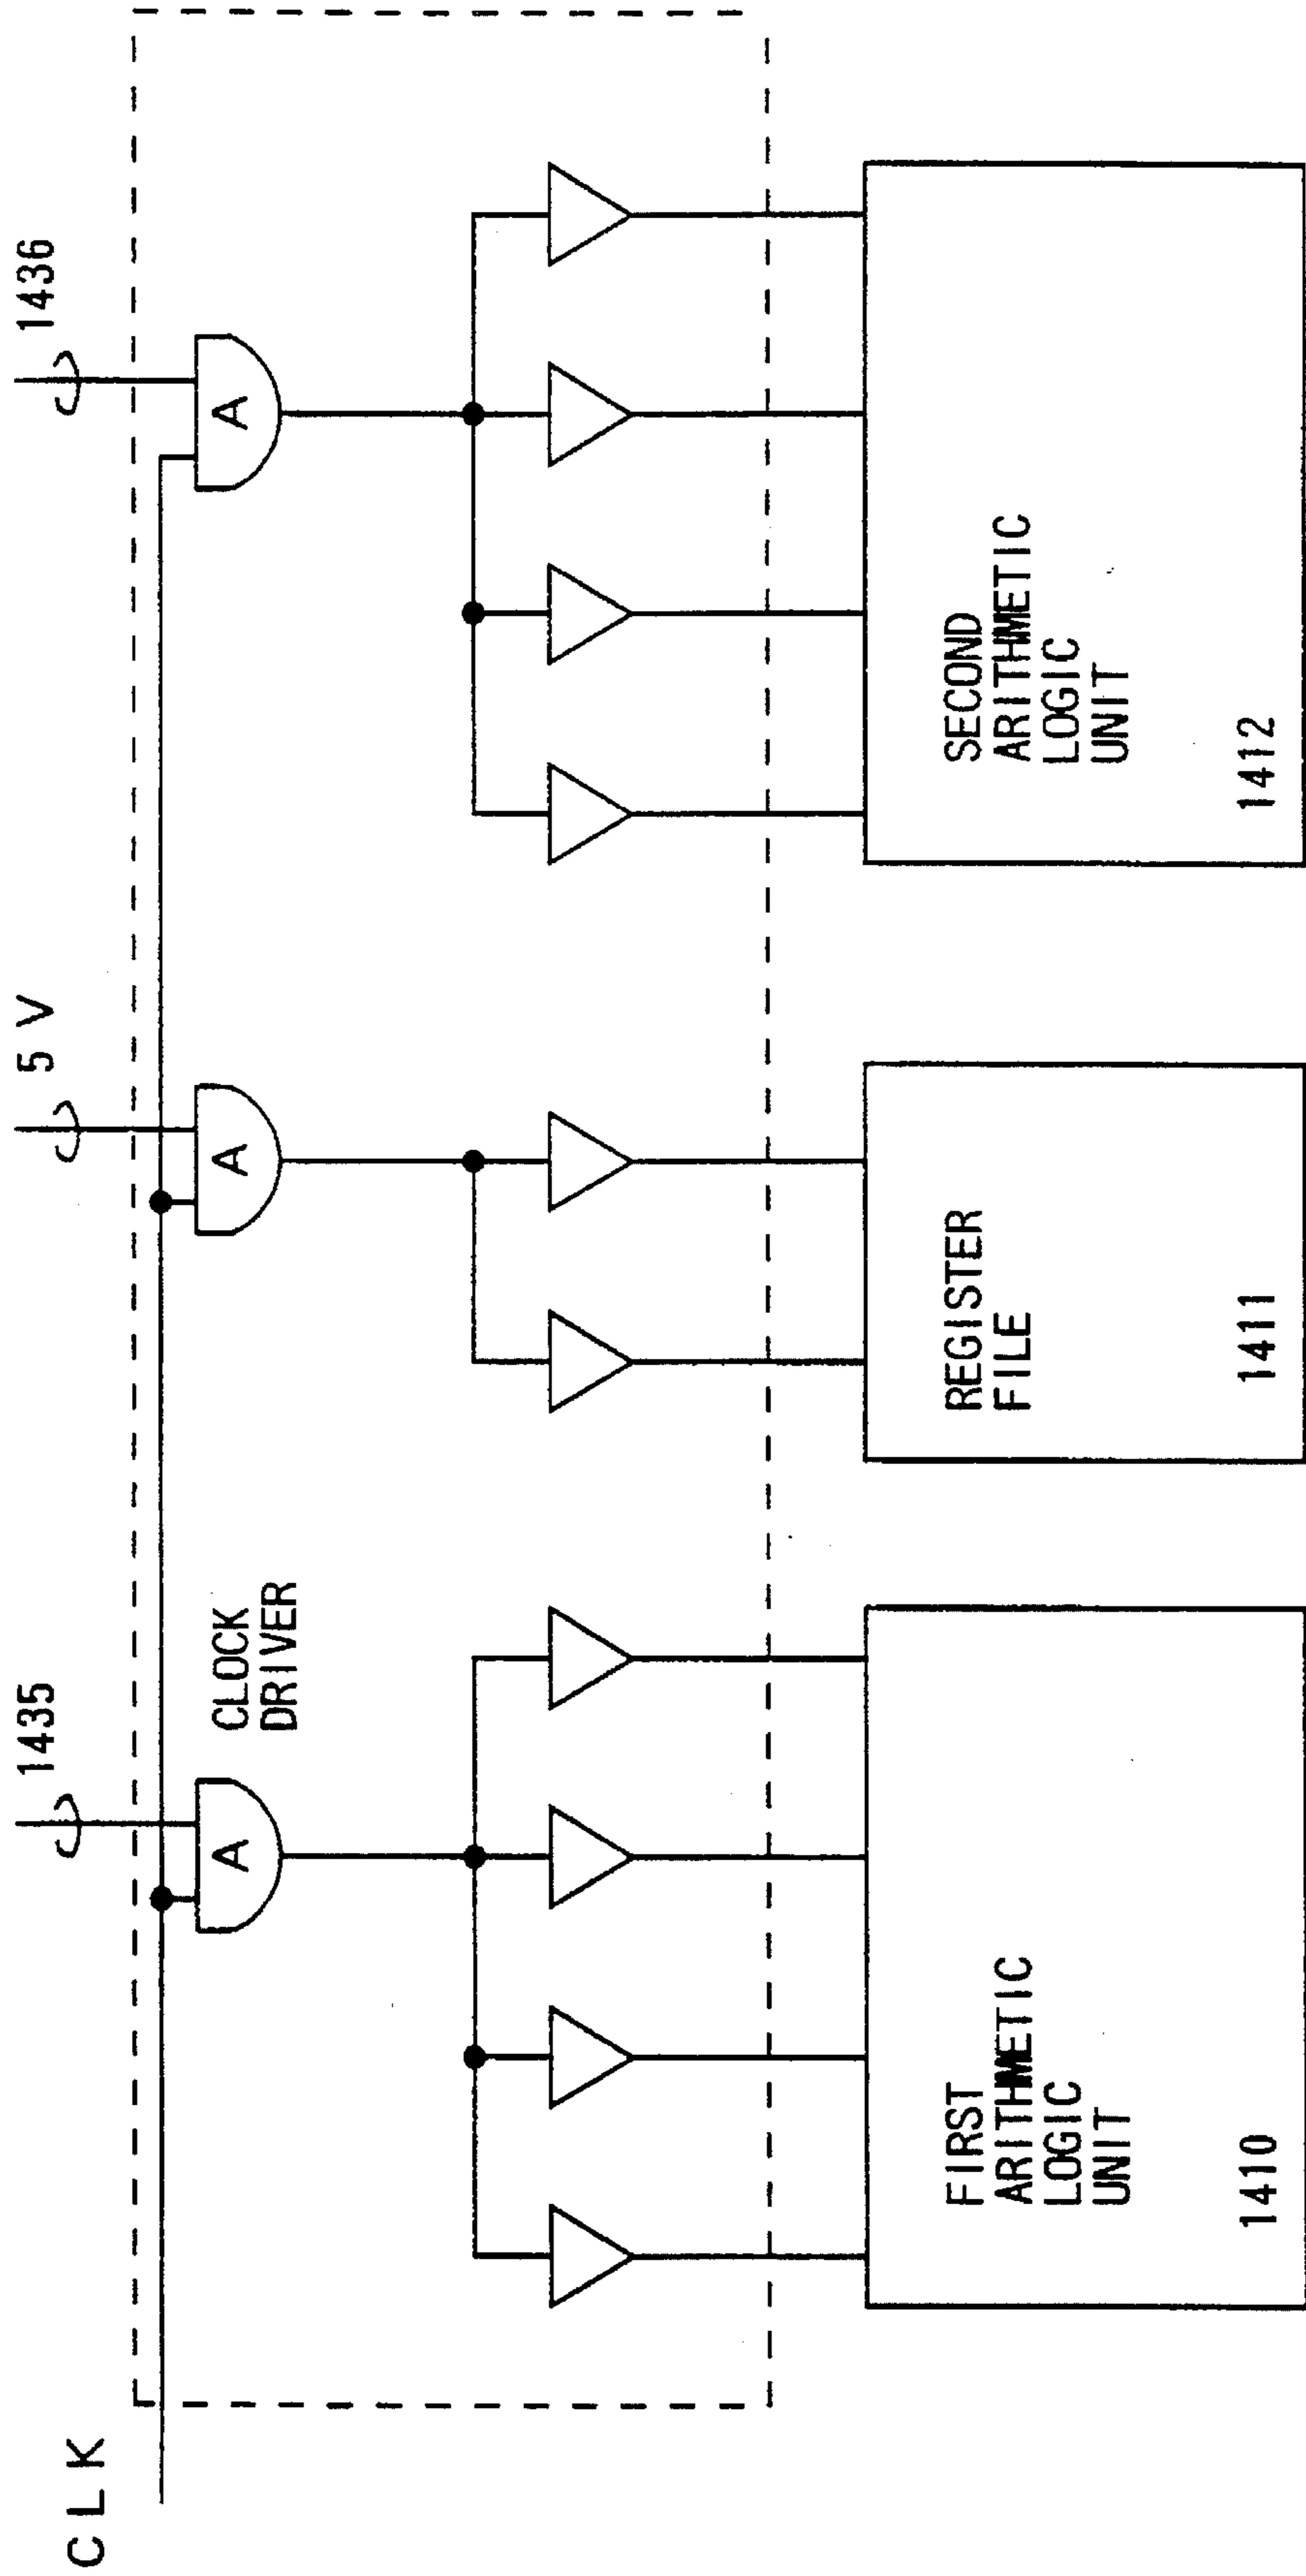 CLK
1435
5 V
1436
A
A
A
CLOCK
DRIVER
FIRST
ARITHMETIC
LOGIC
UNIT
1410
REGISTER
FILE
1411
SECOND
ARITHMETIC
LOGIC
UNIT
1412